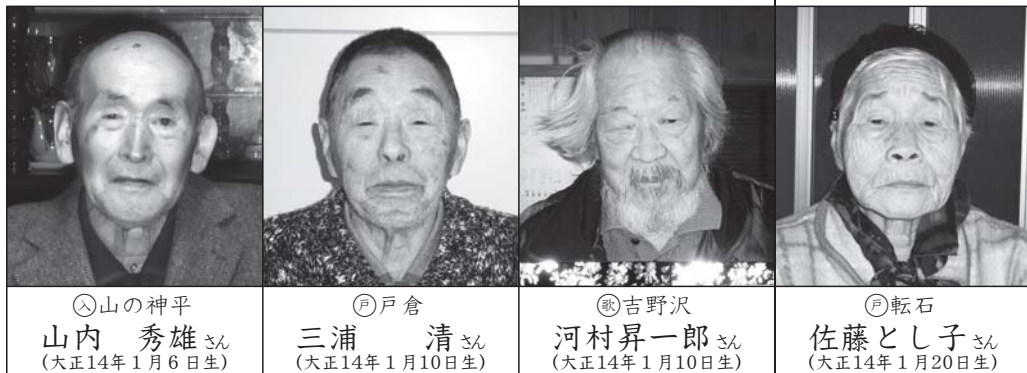 ㋠山の神平
山内　秀雄さん
(大正14年１月６日生)
㋣戸倉
三浦　　清さん
(大正14年１月10日生)
㋕吉野沢
河村昇一郎さん
(大正14年１月10日生)
㋣転石
佐藤とし子さん
(大正14年１月20日生)